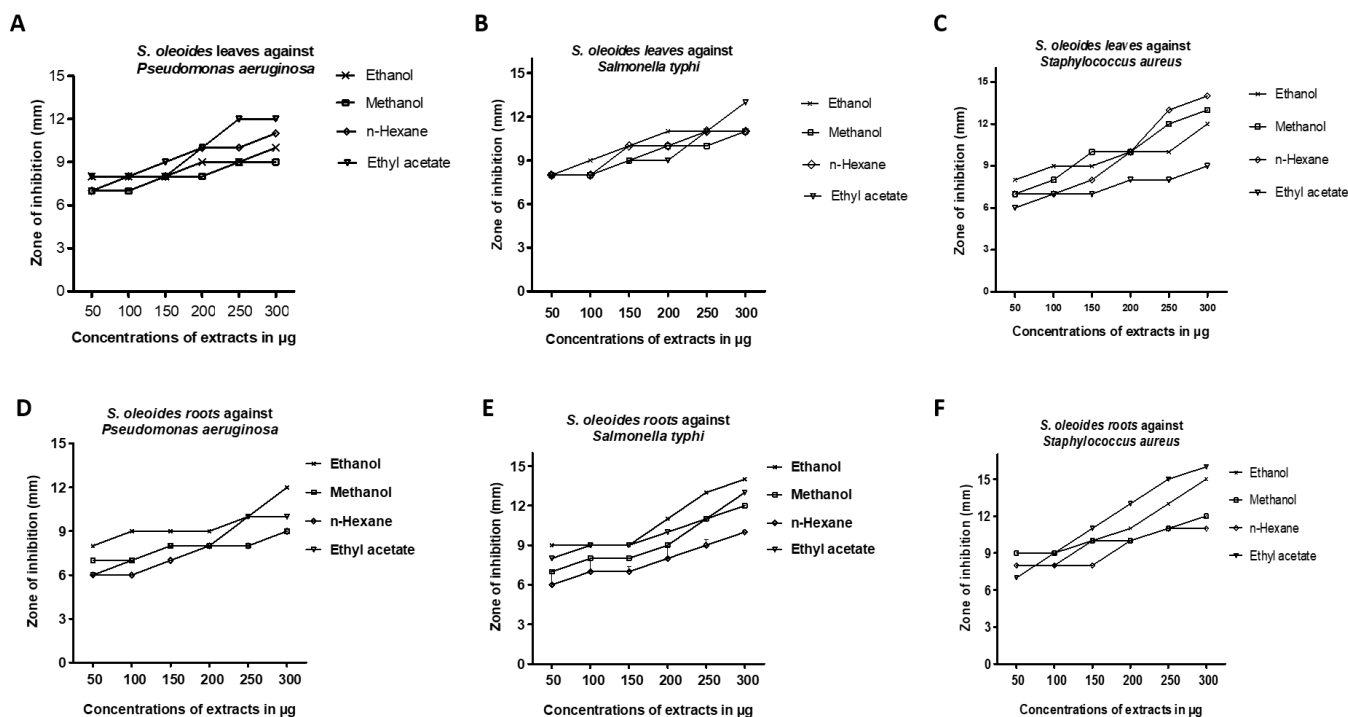 A
S. oleoides leaves against
Pseudomonas aeruginosa
Zone of inhibition (mm)
15
12
9
6
3
0
50 100 150 200 250 300
Concentrations of extracts in µg
Ethanol
Methanol
n-Hexane
Ethyl acetate
B
S. oleoides leaves against
Salmonella typhi
Zone of inhibition (mm)
15
12
9
6
3
0
50 100 150 200 250 300
Concentrations of extracts in µg
Ethanol
Methanol
n-Hexane
Ethyl acetate
C
S. oleoides leaves against
Staphylococcus aureus
Zone of inhibition (mm)
15
12
9
6
3
0
50 100 150 200 250 300
Concentrations of extracts in µg
Ethanol
Methanol
n-Hexane
Ethyl acetate
D
S. oleoides roots against
Pseudomonas aeruginosa
Zone of inhibition (mm)
15
12
9
6
3
0
50 100 150 200 250 300
Concentrations of extracts in µg
Ethanol
Methanol
n-Hexane
Ethyl acetate
E
S. oleoides roots against
Salmonella typhi
Zone of inhibition (mm)
15
12
9
6
3
0
50 100 150 200 250 300
Concentrations of extracts in µg
Ethanol
Methanol
n-Hexane
Ethyl acetate
F
S. oleoides roots against
Staphylococcus aureus
Zone of inhibition (mm)
15
12
9
6
3
0
50 100 150 200 250 300
Concentrations of extracts in µg
Ethanol
Methanol
n-Hexane
Ethyl acetate